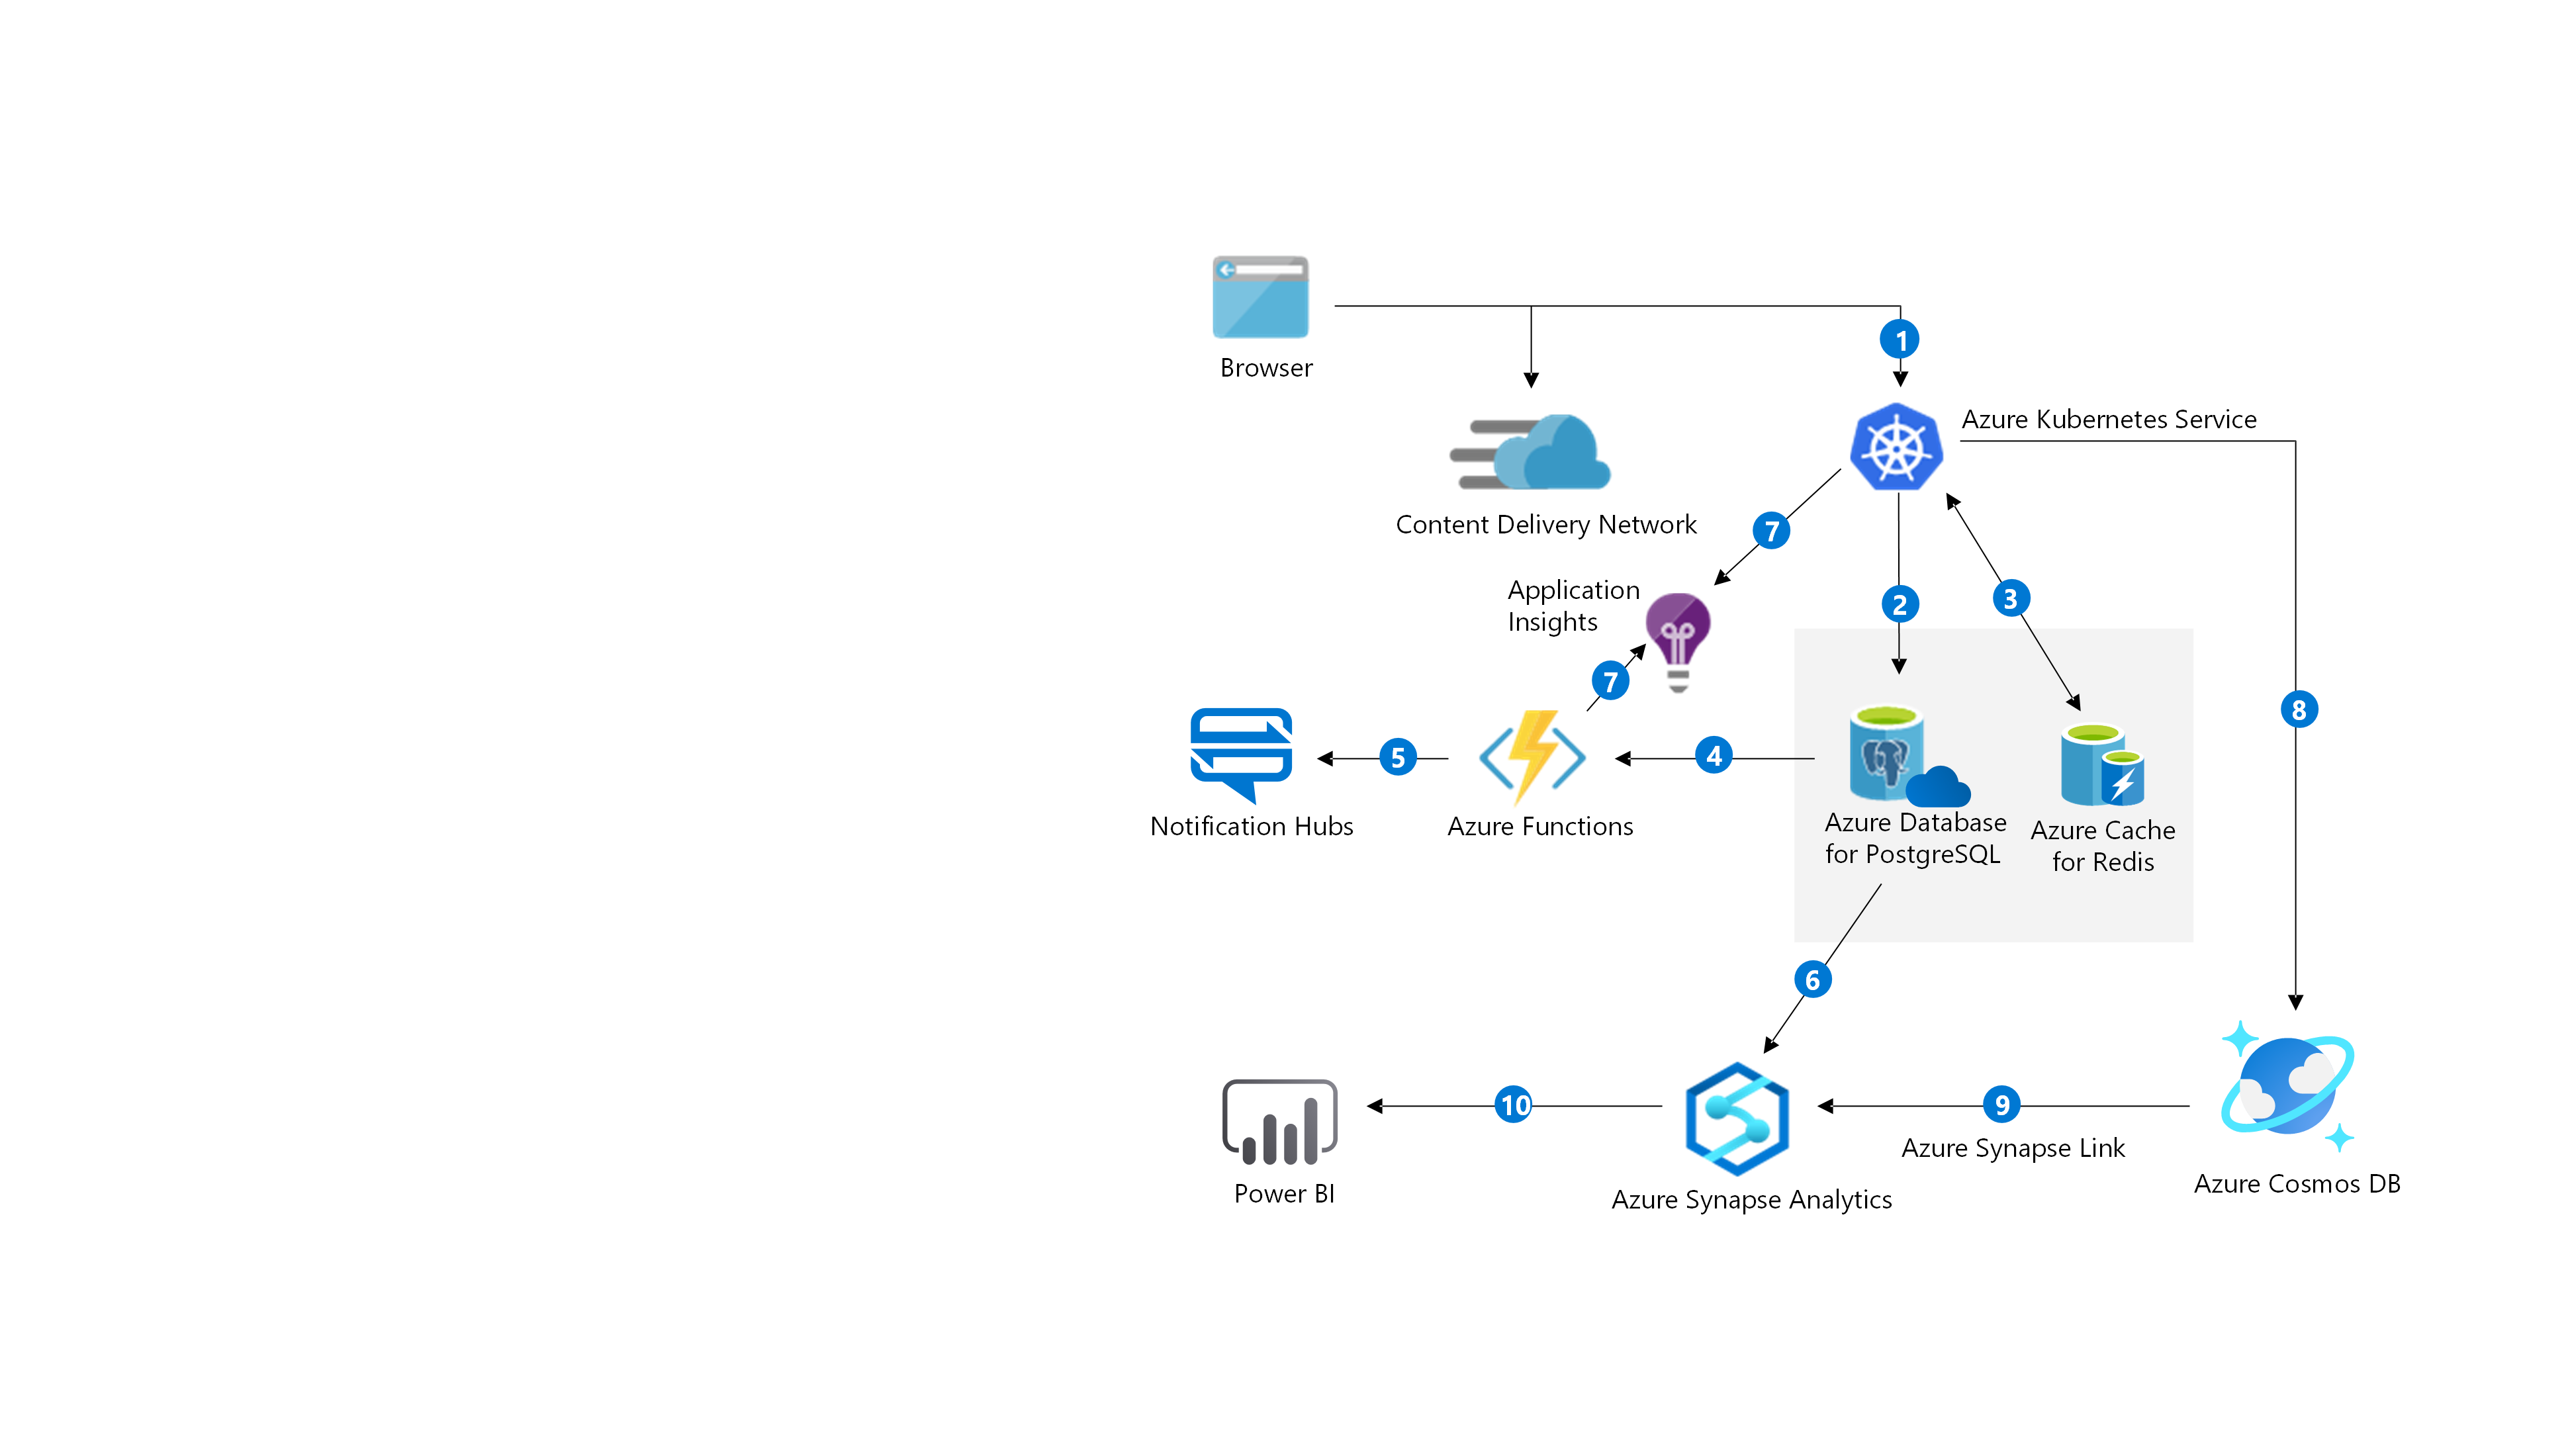 Browser
1
Azure Kubernetes Service
Content Delivery Network
7
Application
Insights
2
3
7
8
5
4
Notification Hubs
Azure Functions
Azure Database
for PostgreSQL
Azure Cache
for Redis
6
10
9
Azure Synapse Link
Power BI
Azure Synapse Analytics
Azure Cosmos DB